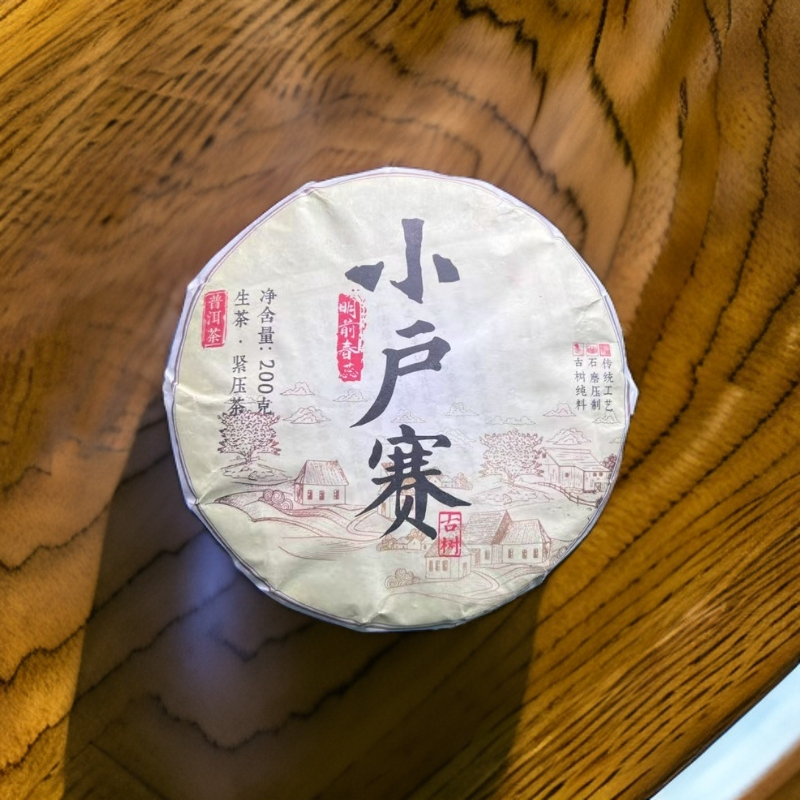 小户赛
明前春蕊
古树
普洱茶
净含量：200克
生茶·紧压茶
传统工艺
石磨压制
古树纯料